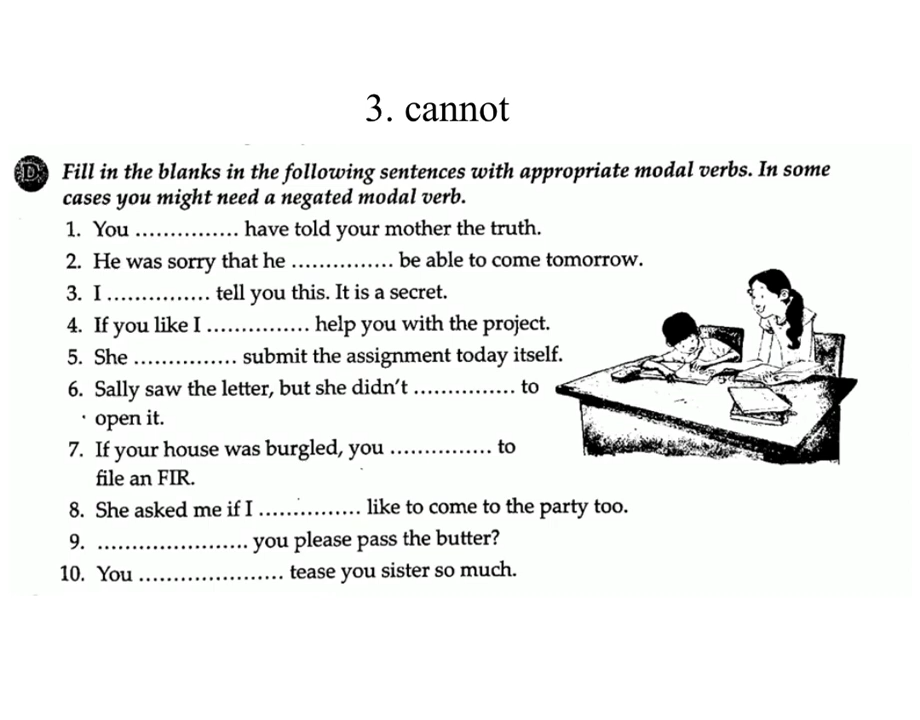 3. cannot
D Fill in the blanks in the following sentences with appropriate modal verbs. In some
cases you might need a negated modal verb.
1. You ............... have told your mother the truth.
2. He was sorry that he ............... be able to come tomorrow.
3. I ............... tell you this. It is a secret.
4. If you like I ............... help you with the project.
5. She ............... submit the assignment today itself.
6. Sally saw the letter, but she didn't ............... to
open it.
7. If your house was burgled, you ............... to
file an FIR.
8. She asked me if I ............... like to come to the party too.
9. ...................... you please pass the butter?
10. You ..................... tease you sister so much.